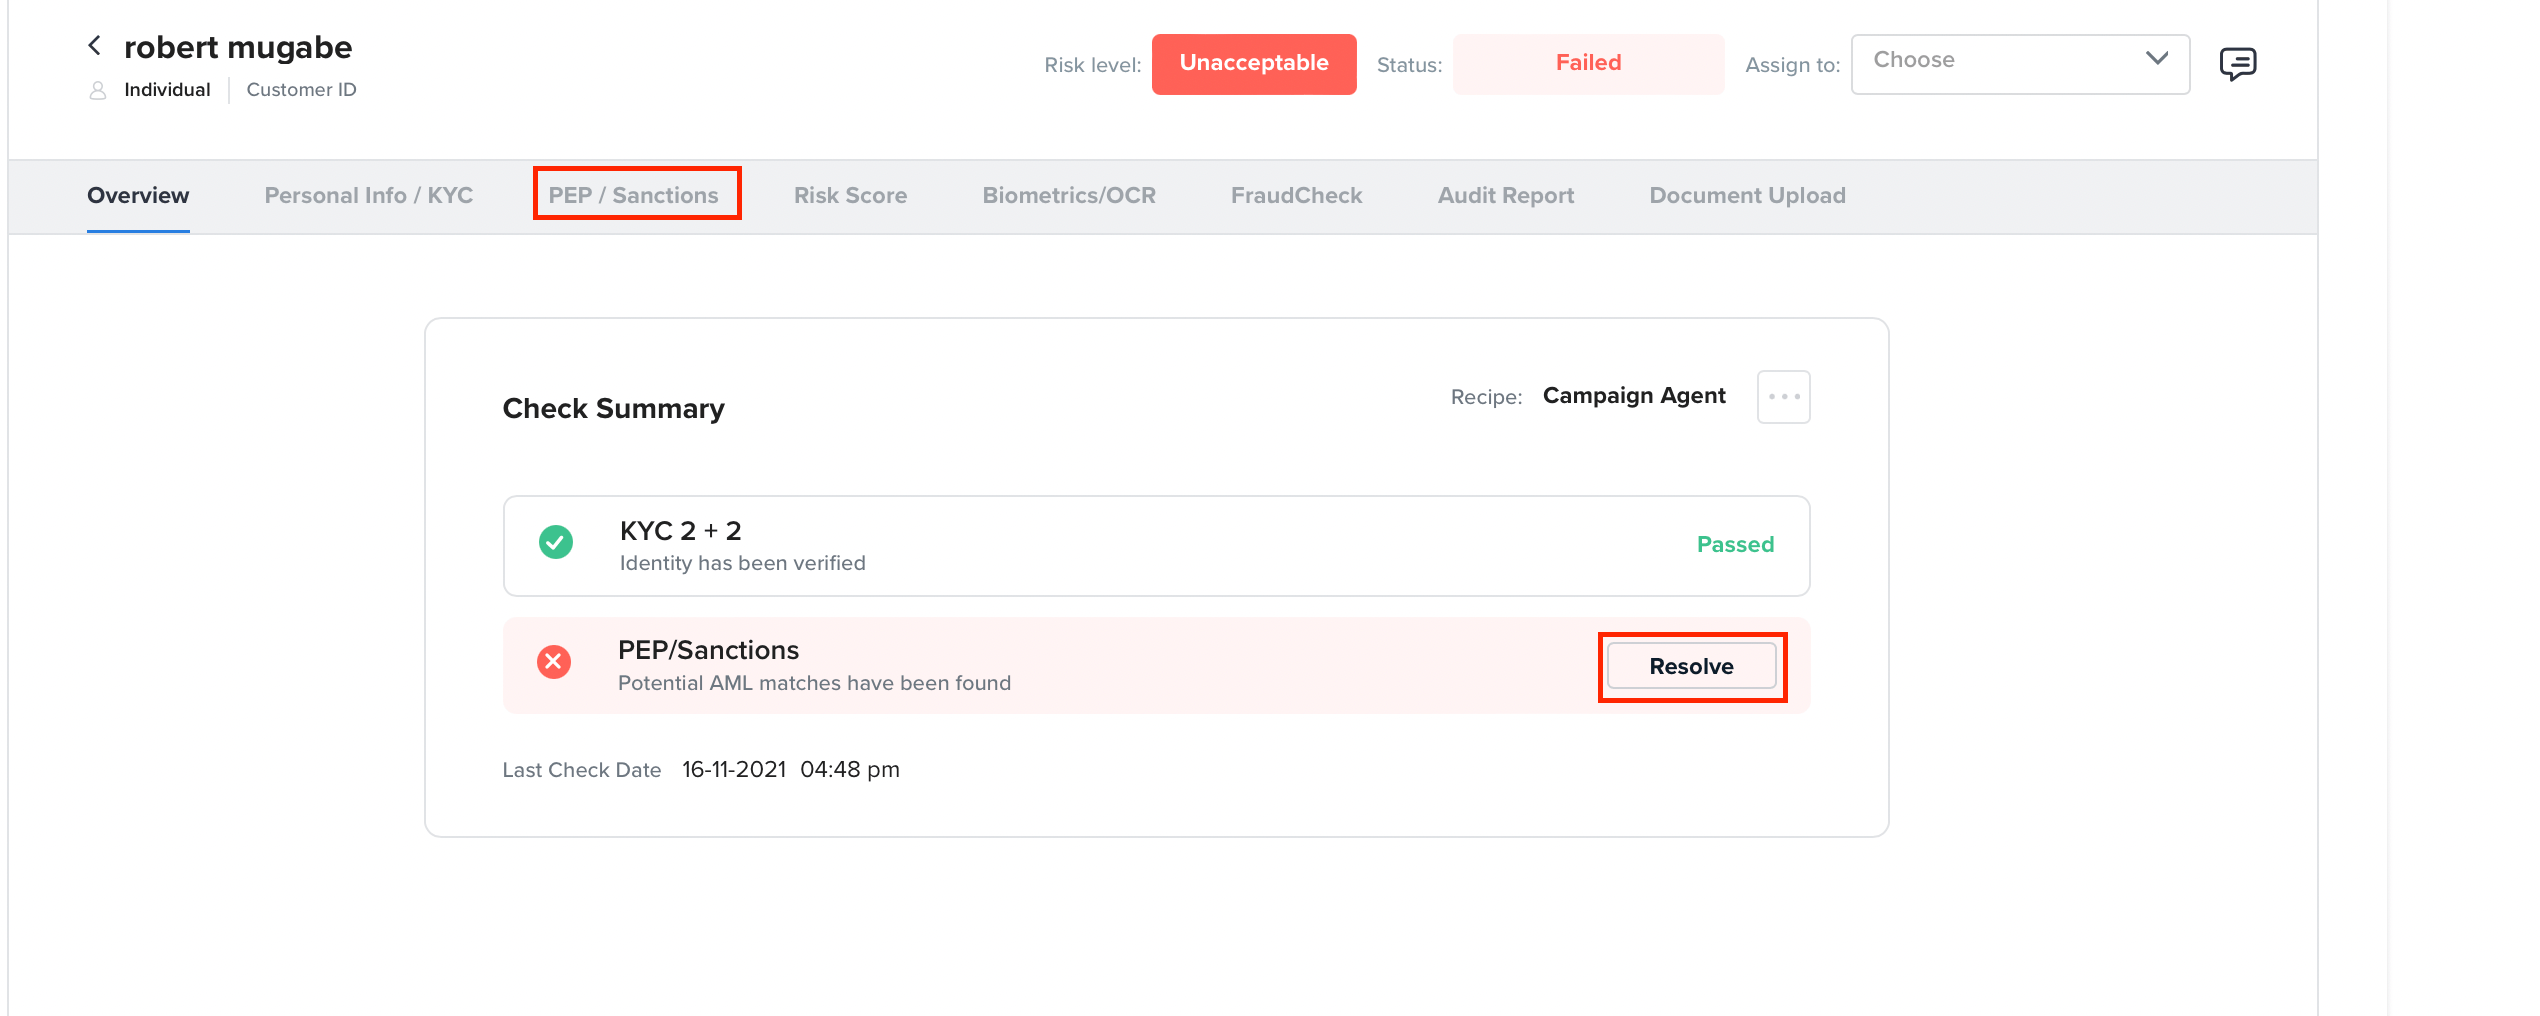 robert mugabe
Individual Customer ID
Risk level: Unacceptable Status: Failed Assign to: Choose
Overview Personal Info / KYC PEP / Sanctions Risk Score Biometrics/OCR FraudCheck Audit Report Document Upload
Check Summary
Recipe: Campaign Agent
KYC 2 + 2
Identity has been verified
Passed
PEP/Sanctions
Potential AML matches have been found
Resolve
Last Check Date 16-11-2021 04:48 pm